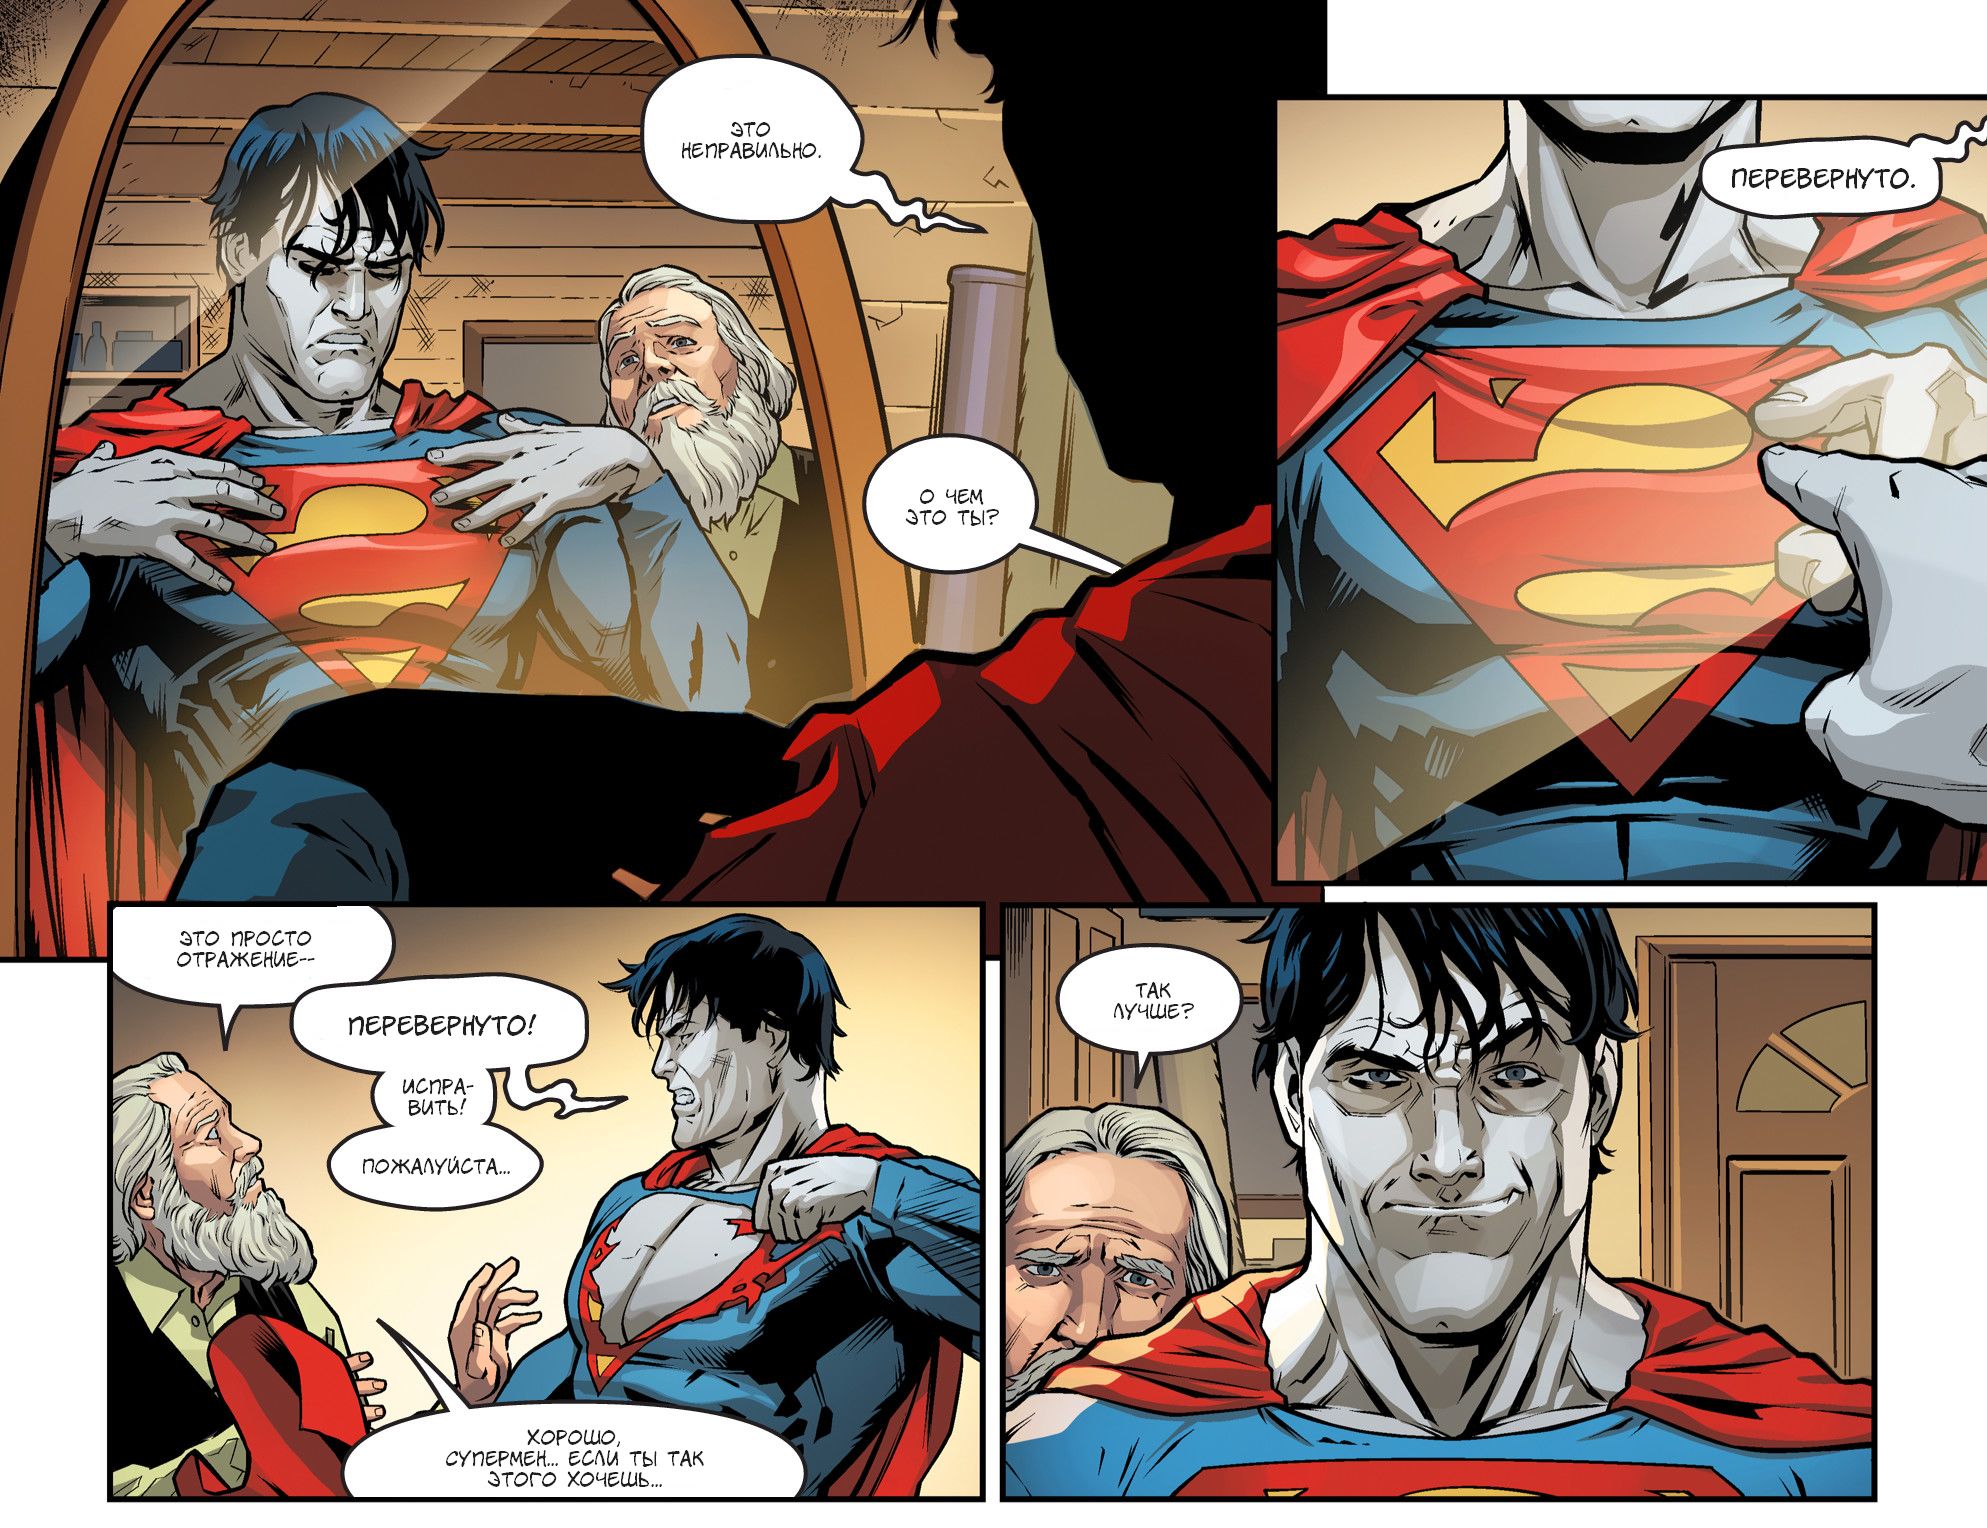 ЭТО
НЕПРАВИЛЬНО.
О ЧЕМ
ЭТО ТЫ?
ПЕРЕВЕРНУТО.
ЭТО ПРОСТО
ОТРАЖЕНИЕ--
ПЕРЕВЕРНУТО!
ИСПРА-
ВИТЬ!
ПОЖАЛУЙСТА...
ХОРОШО,
СУПЕРМЕН... ЕСЛИ ТЫ ТАК
ЭТОГО ХОЧЕШЬ...
ТАК
ЛУЧШЕ?